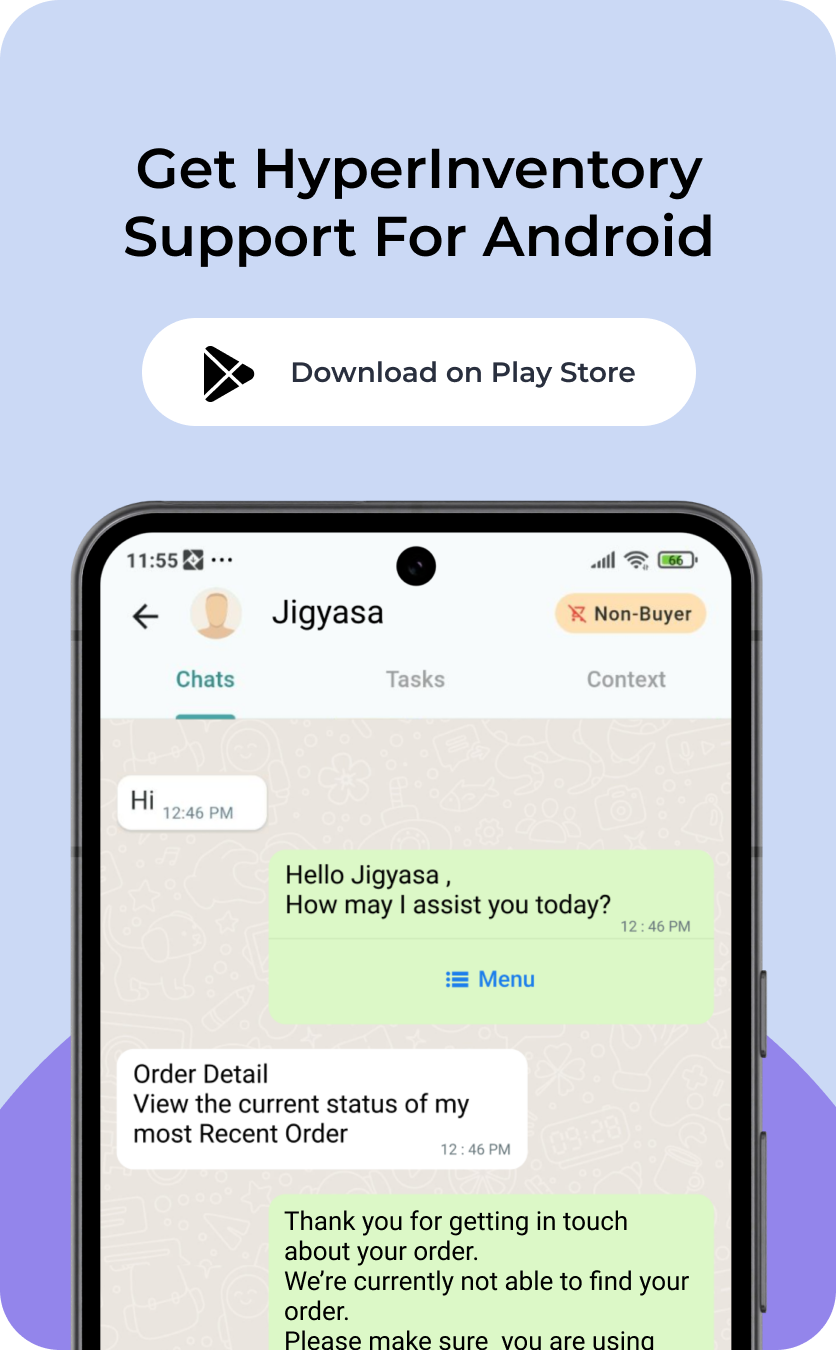 Get HyperInventory
Support For Android
Download on Play Store
11:55
66
Jigyasa
Non-Buyer
Chats Tasks Context
Hi 12:46 PM
Hello Jigyasa ,
How may I assist you today?
12 : 46 PM
Menu
Order Detail
View the current status of my
most Recent Order
12 : 46 PM
Thank you for getting in touch
about your order.
We’re currently not able to find your
order.
Please make sure you are using